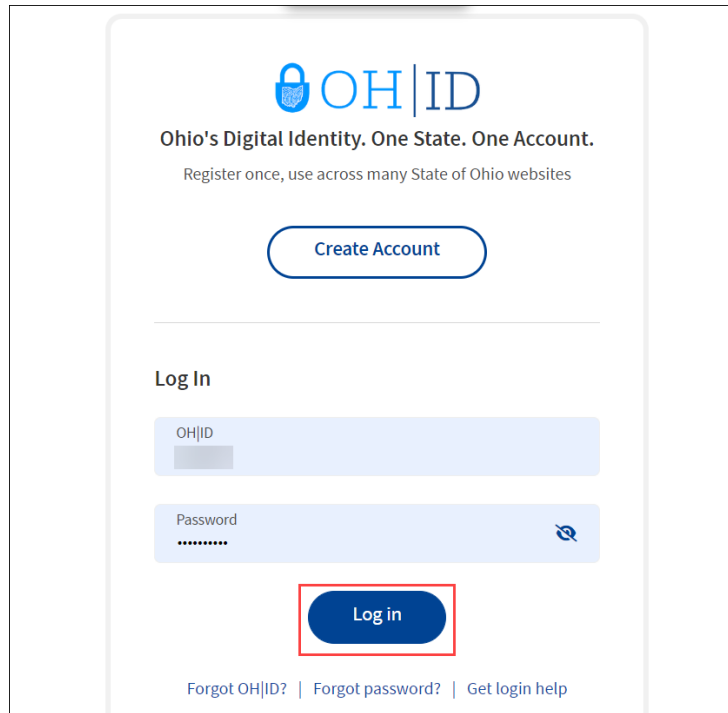 OH|ID
Ohio's Digital Identity. One State. One Account.
Register once, use across many State of Ohio websites
Create Account
Log In
OH|ID
Password
••••••••••
Log in
Forgot OH|ID? | Forgot password? | Get login help